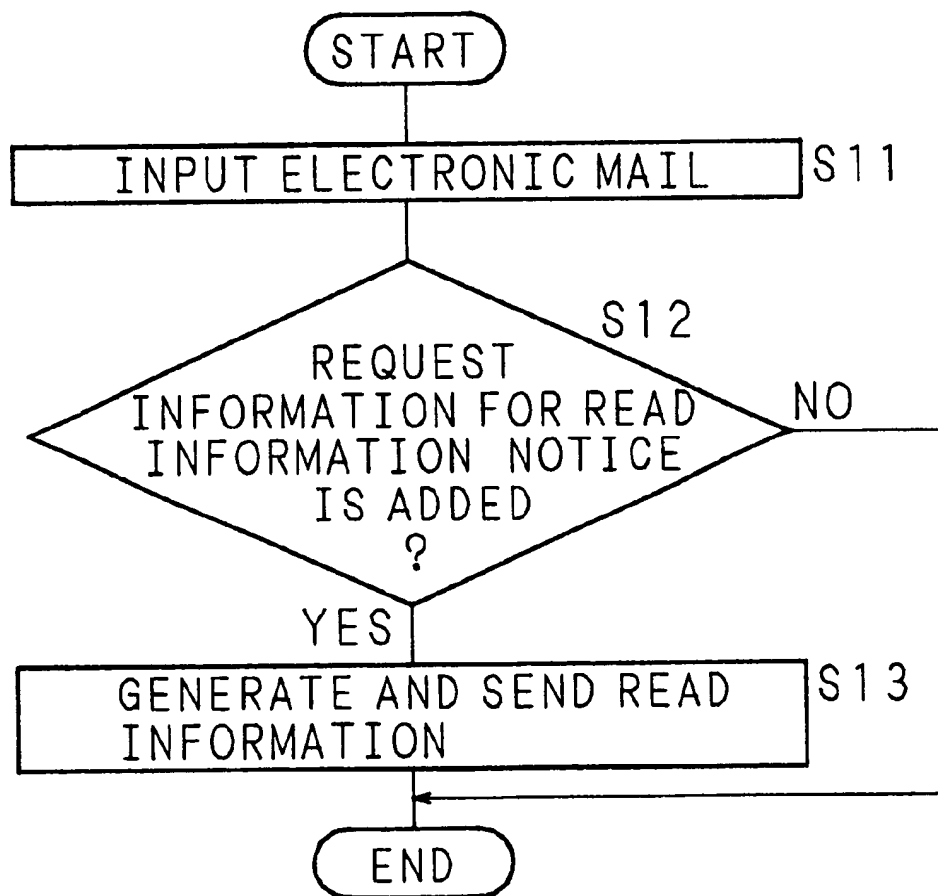 START
INPUT ELECTRONIC MAIL
S11
S12
REQUEST
INFORMATION FOR READ
INFORMATION NOTICE
IS ADDED
?
NO
YES
GENERATE AND SEND READ
INFORMATION
S13
END